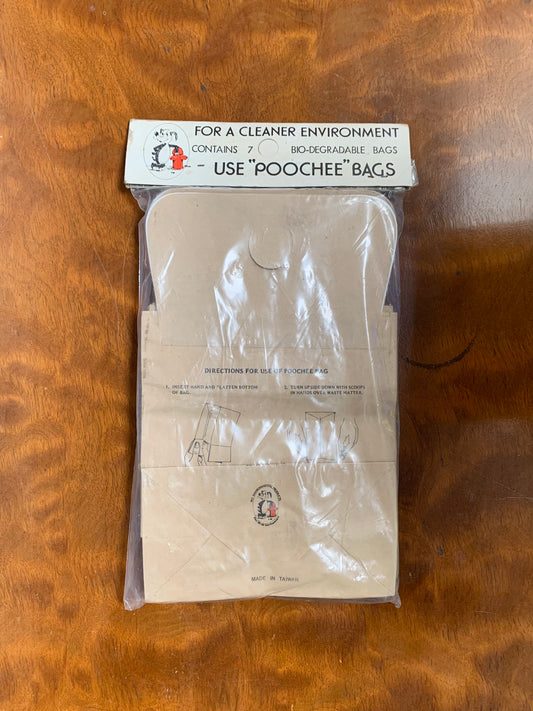 FOR A CLEANER ENVIRONMENT
CONTAINS 7 BIO-DEGRADABLE BAGS
- USE "POOCHEE" BAGS
DIRECTIONS FOR USE OF POOCHEE BAG
1. INSERT HAND AND FLATTEN BOTTOM
OF BAG.
2. TURN UPSIDE DOWN WITH SCOOPS
IN HANDS OVER WASTE MATTER.
MADE IN TAIWAN